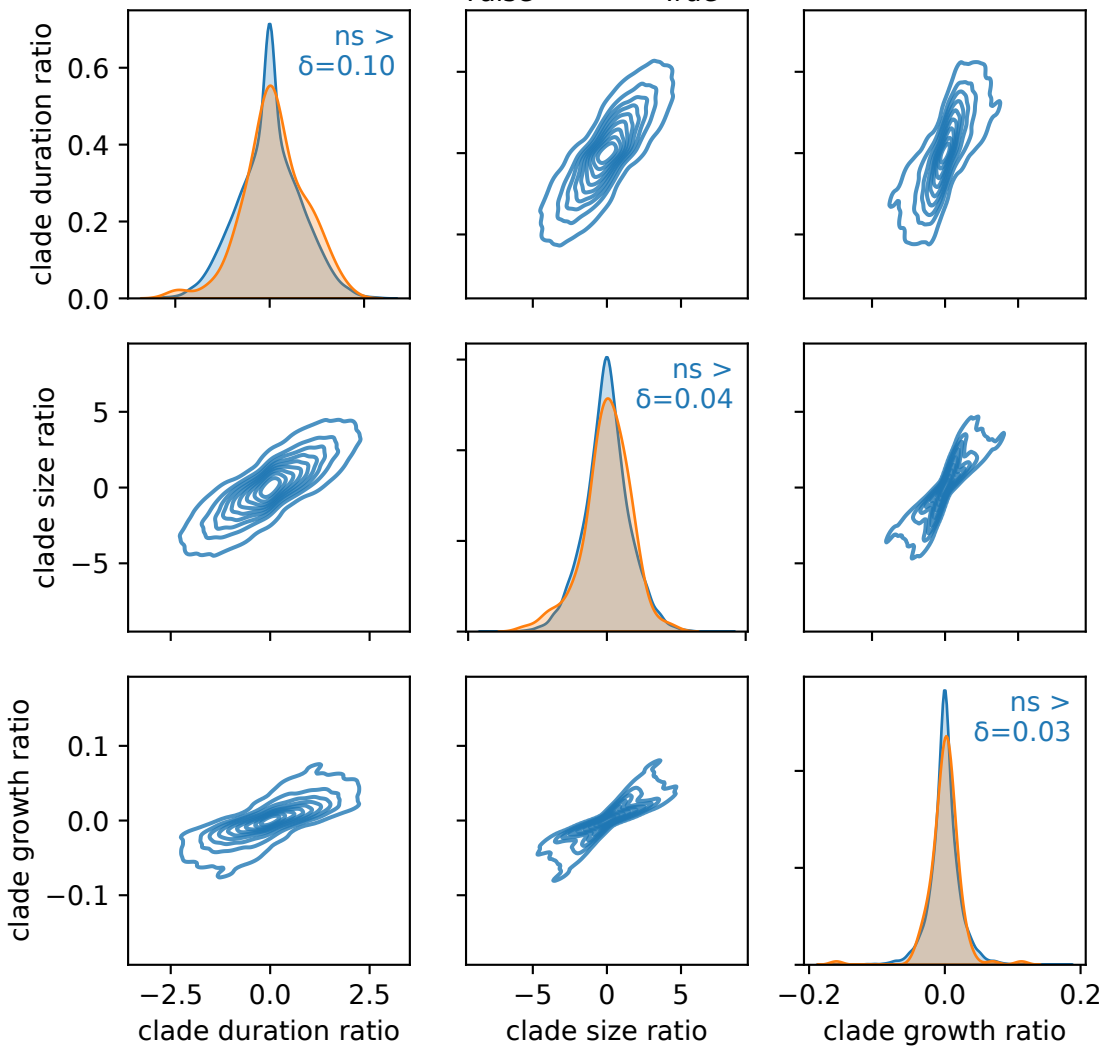 clade duration ratio
0.6
0.4
0.2
0.0
ns >
δ=0.10
clade size ratio
5
0
−5
ns >
δ=0.04
clade growth ratio
0.1
0.0
−0.1
ns >
δ=0.03
−2.5 0.0 2.5
clade duration ratio
−5 0 5
clade size ratio
−0.2 0.0 0.2
clade growth ratio